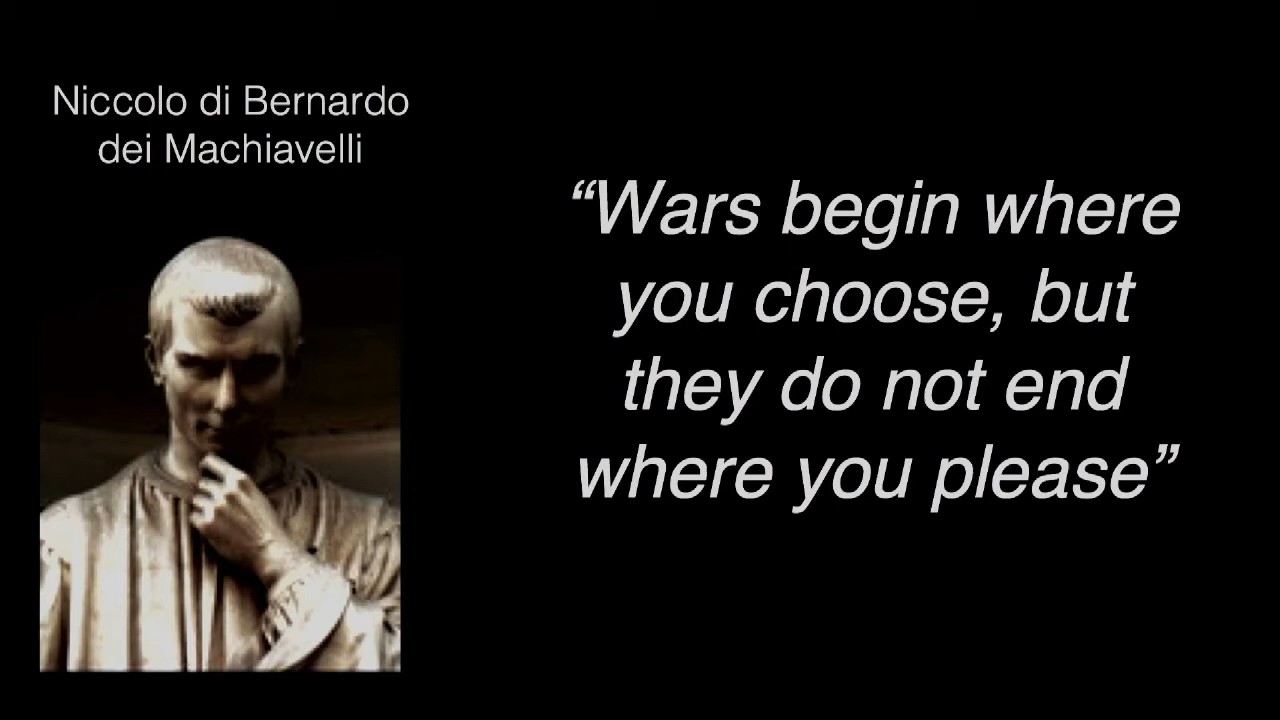 Niccolo di Bernardo
dei Machiavelli
“Wars begin where
you choose, but
they do not end
where you please”